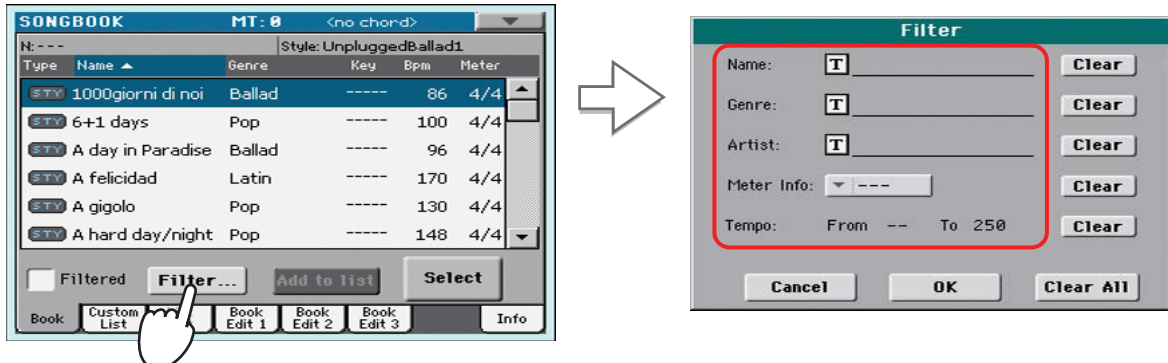 SONGBOOK MT: 0 <no chord>
N: --- Style: UnpluggedBallad1
Type Name Genre Key Bpm Meter
STY 1000giorni di noi Ballad ----- 86 4/4
STY 6+1 days Pop ----- 100 4/4
STY A day in Paradise Ballad ----- 96 4/4
STY A felicidad Latin ----- 170 4/4
STY A gigolo Pop ----- 130 4/4
STY A hard day/night Pop ----- 148 4/4
Filtered Filter... Add to list Select
Book Custom List Book Edit 1 Book Edit 2 Book Edit 3 Info
Filter
Name: T Clear
Genre: T Clear
Artist: T Clear
Meter Info: --- Clear
Tempo: From -- To 250 Clear
Cancel OK Clear All